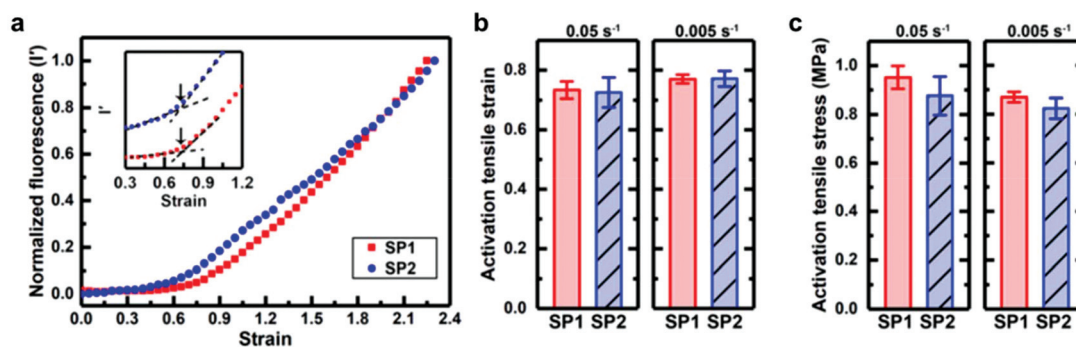 a
Normalized fluorescence (I')
1.0
0.8
0.6
0.4
0.2
0.0
0.0 0.3 0.6 0.9 1.2 1.5 1.8 2.1 2.4
Strain
I'
0.3 0.6 0.9 1.2
Strain
SP1
SP2
b
0.05 s⁻¹ 0.005 s⁻¹
Activation tensile strain
0.8
0.6
0.4
0.2
0.0
SP1 SP2 SP1 SP2
c
0.05 s⁻¹ 0.005 s⁻¹
Activation tensile stress (MPa)
1.0
0.8
0.6
0.4
0.2
0.0
SP1 SP2 SP1 SP2